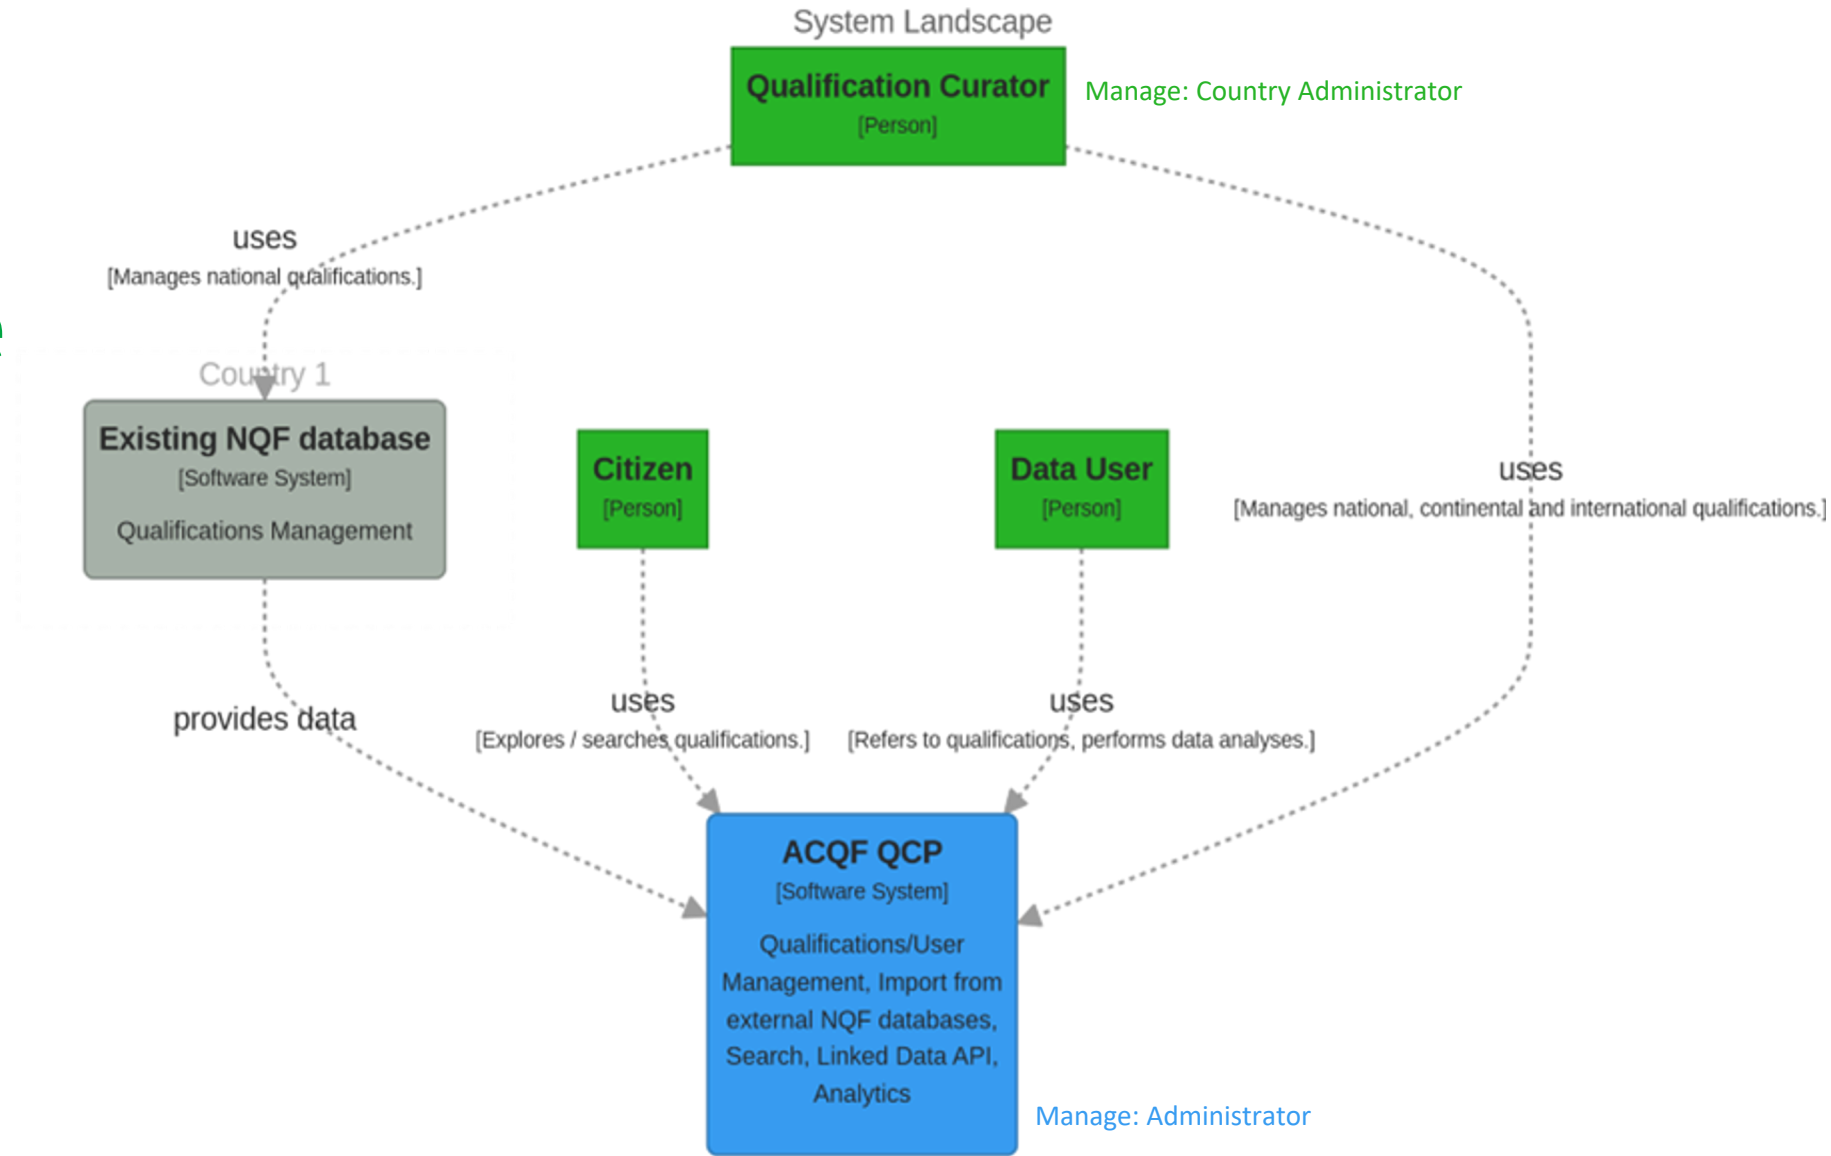 System Landscape
Qualification Curator
[Person]
Manage: Country Administrator
uses
[Manages national qualifications.]
e
Country 1
Existing NQF database
[Software System]
Qualifications Management
Citizen
[Person]
Data User
[Person]
uses
[Manages national, continental and international qualifications.]
provides data
uses
[Explores / searches qualifications.]
uses
[Refers to qualifications, performs data analyses.]
ACQF QCP
[Software System]
Qualifications/User
Management, Import from
external NQF databases,
Search, Linked Data API,
Analytics
Manage: Administrator